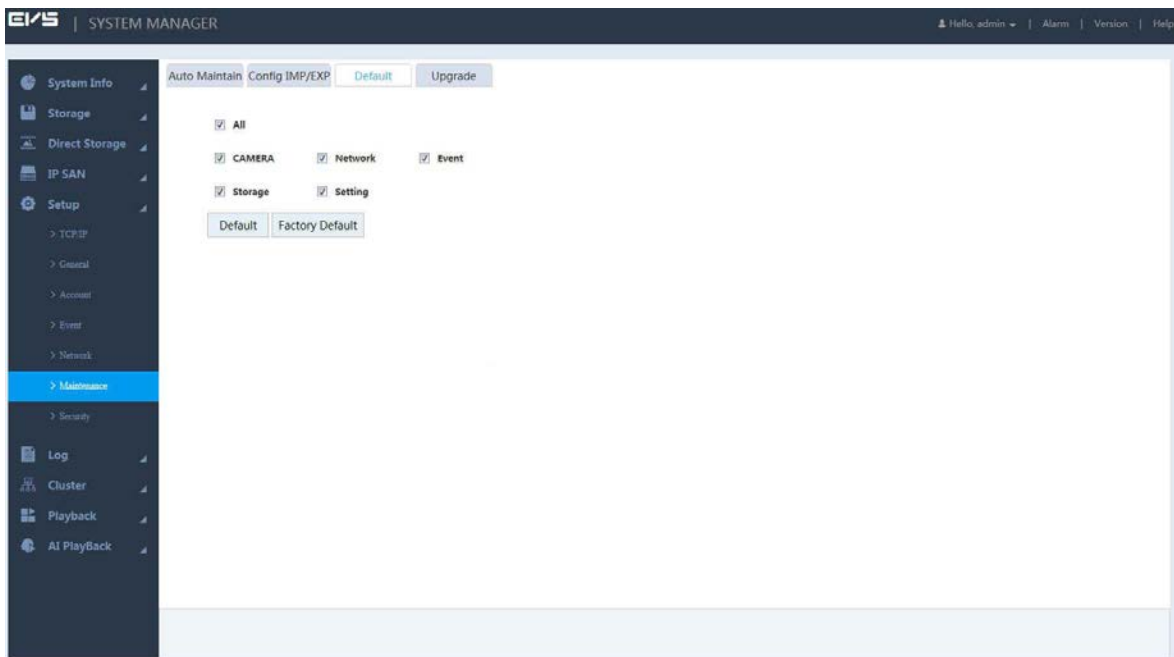 EVS | SYSTEM MANAGER
Hello, admin | Alarm | Version | Help
System Info
Storage
Direct Storage
IP SAN
Setup
> TCP/IP
> General
> Account
> Event
> Network
> Maintenance
> Security
Log
Cluster
Playback
AI PlayBack
Auto Maintain Config IMP/EXP Default Upgrade
All
CAMERA Network Event
Storage Setting
Default Factory Default